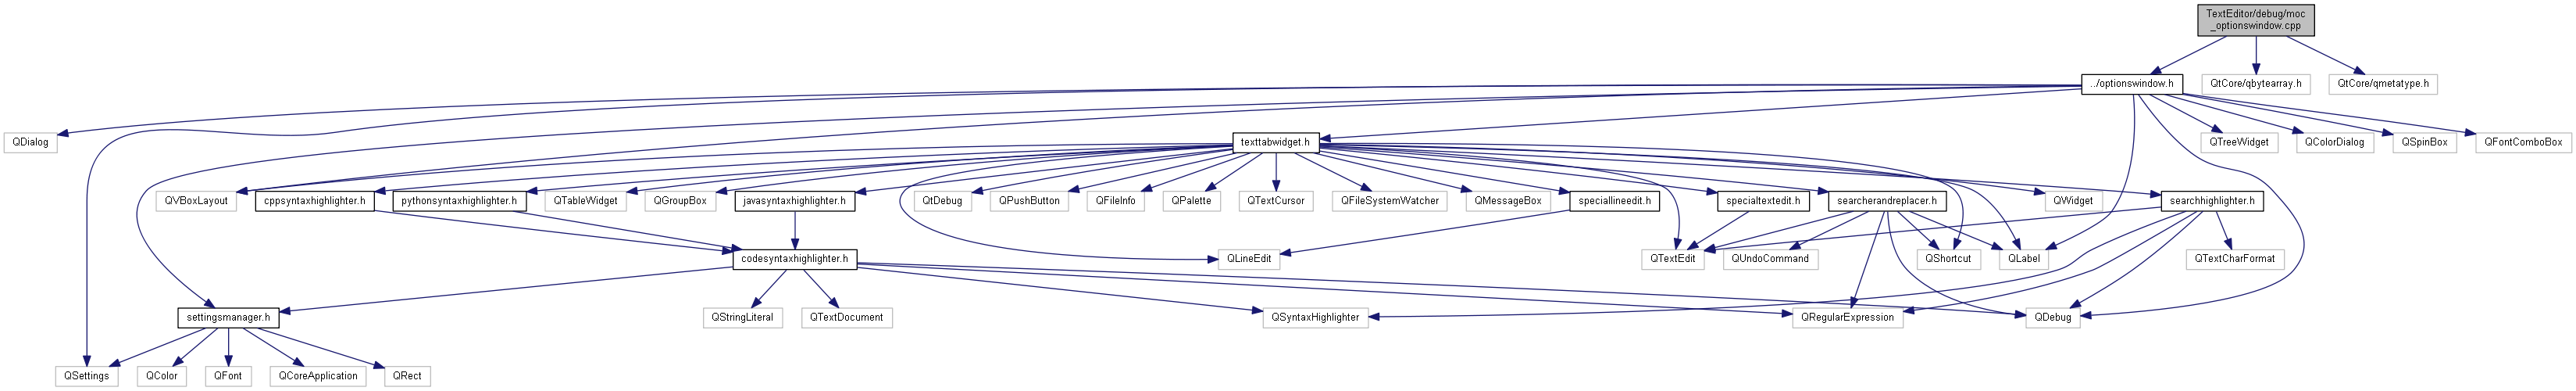 TextEditor/debug/moc
_optionswindow.cpp
../optionswindow.h
QtCore/qbytearray.h
QtCore/qmetatype.h
QDialog
texttabwidget.h
QTreeWidget
QColorDialog
QSpinBox
QFontComboBox
QVBoxLayout
cppsyntaxhighlighter.h
pythonsyntaxhighlighter.h
QTableWidget
QGroupBox
javasyntaxhighlighter.h
QtDebug
QPushButton
QFileInfo
QPalette
QTextCursor
QFileSystemWatcher
QMessageBox
speciallineedit.h
specialtextedit.h
searcherandreplacer.h
QWidget
searchhighlighter.h
codesyntaxhighlighter.h
QLineEdit
QTextEdit
QUndoCommand
QShortcut
QLabel
QTextCharFormat
settingsmanager.h
QStringLiteral
QTextDocument
QSyntaxHighlighter
QRegularExpression
QDebug
QSettings
QColor
QFont
QCoreApplication
QRect